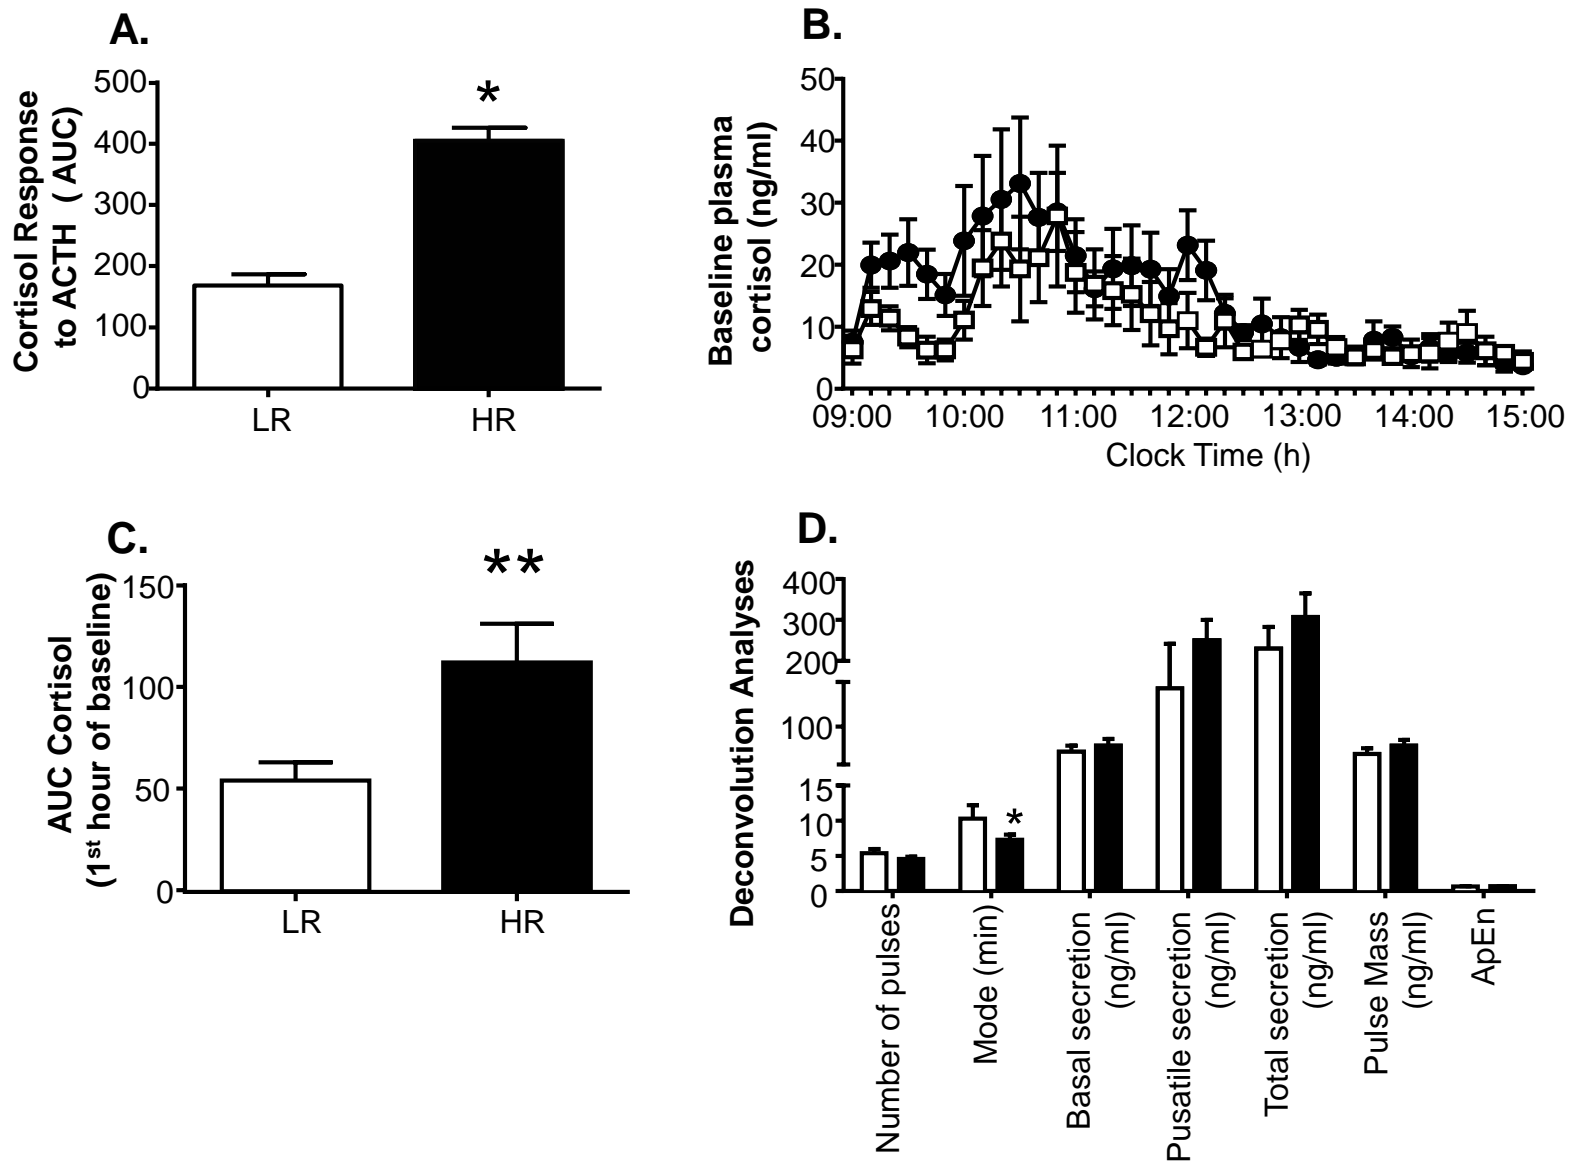 A.
Cortisol Response
to ACTH ( AUC)
500
400
300
200
100
0
*
LR
HR
B.
Baseline plasma
cortisol (ng/ml)
50
40
30
20
10
0
09:00 10:00 11:00 12:00 13:00 14:00 15:00
Clock Time (h)
C.
AUC Cortisol
(1st hour of baseline)
150
100
50
0
**
LR
HR
D.
Deconvolution Analyses
400
300
200
100
15
10
5
0
*
Number of pulses
Mode (min)
Basal secretion
(ng/ml)
Pusatile secretion
(ng/ml)
Total secretion
(ng/ml)
Pulse Mass
(ng/ml)
ApEn